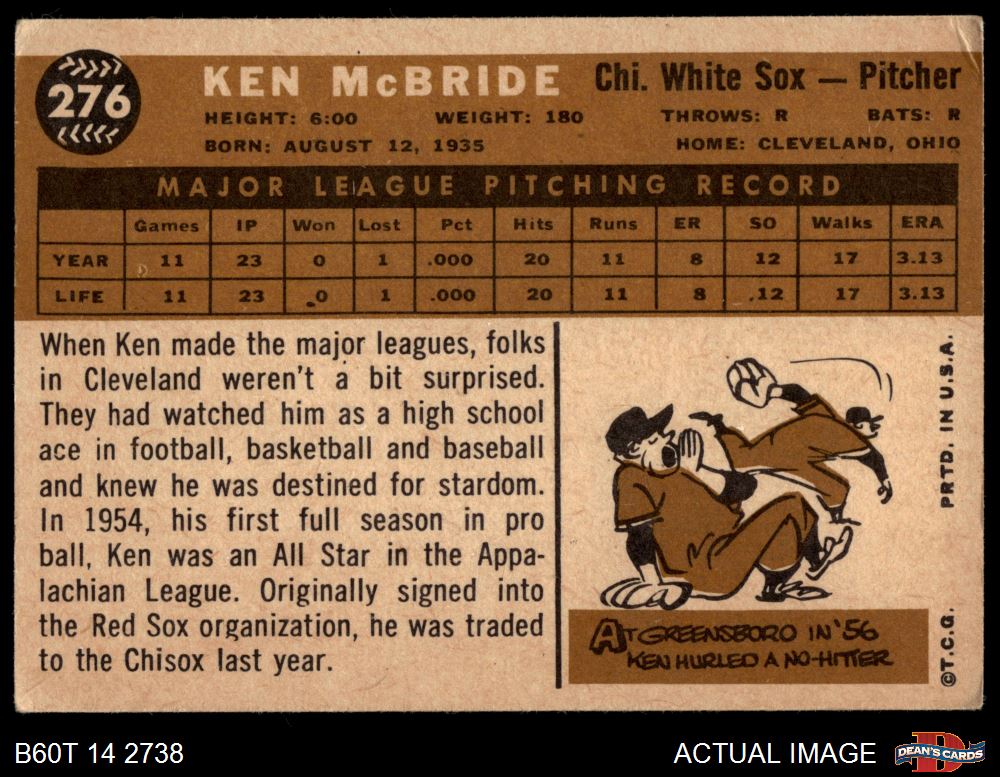 276
KEN McBRIDE
Chi. White Sox — Pitcher
HEIGHT: 6:00 WEIGHT: 180 THROWS: R BATS: R
BORN: AUGUST 12, 1935 HOME: CLEVELAND, OHIO
MAJOR LEAGUE PITCHING RECORD
Games IP Won Lost Pct Hits Runs ER SO Walks ERA
YEAR 11 23 0 1 .000 20 11 8 12 17 3.13
LIFE 11 23 0 1 .000 20 11 8 .12 17 3.13
When Ken made the major leagues, folks
in Cleveland weren't a bit surprised.
They had watched him as a high school
ace in football, basketball and baseball
and knew he was destined for stardom.
In 1954, his first full season in pro
ball, Ken was an All Star in the Appa-
lachian League. Originally signed into
the Red Sox organization, he was traded
to the Chisox last year.
AT GREENSBORO IN '56
KEN HURLED A NO-HITTER
©T.C.G. PRTD. IN U.S.A.
B60T 14 2738
ACTUAL IMAGE
D
DEAN'S CARDS